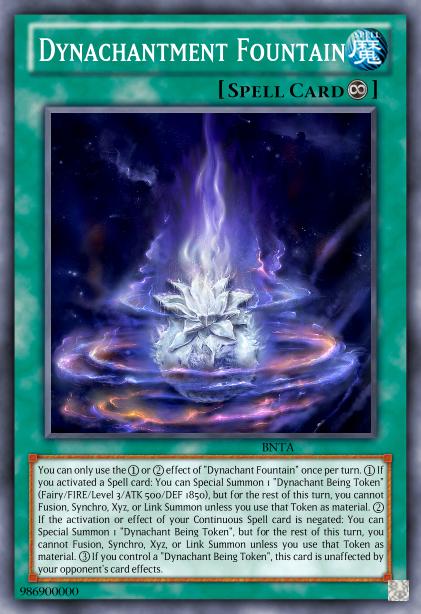 DYNACHANTMENT FOUNTAIN
SPELL
魔
[SPELL CARD∞]
BNTA
You can only use the ① or ② effect of "Dynachant Fountain" once per turn. ① If
you activated a Spell card: You can Special Summon 1 "Dynachant Being Token"
(Fairy/FIRE/Level 3/ATK 500/DEF 1850), but for the rest of this turn, you cannot
Fusion, Synchro, Xyz, or Link Summon unless you use that Token as material. ②
If the activation or effect of your Continuous Spell card is negated: You can
Special Summon 1 "Dynachant Being Token", but for the rest of this turn, you
cannot Fusion, Synchro, Xyz, or Link Summon unless you use that Token as
material. ③ If you control a "Dynachant Being Token", this card is unaffected by
your opponent's card effects.
986900000